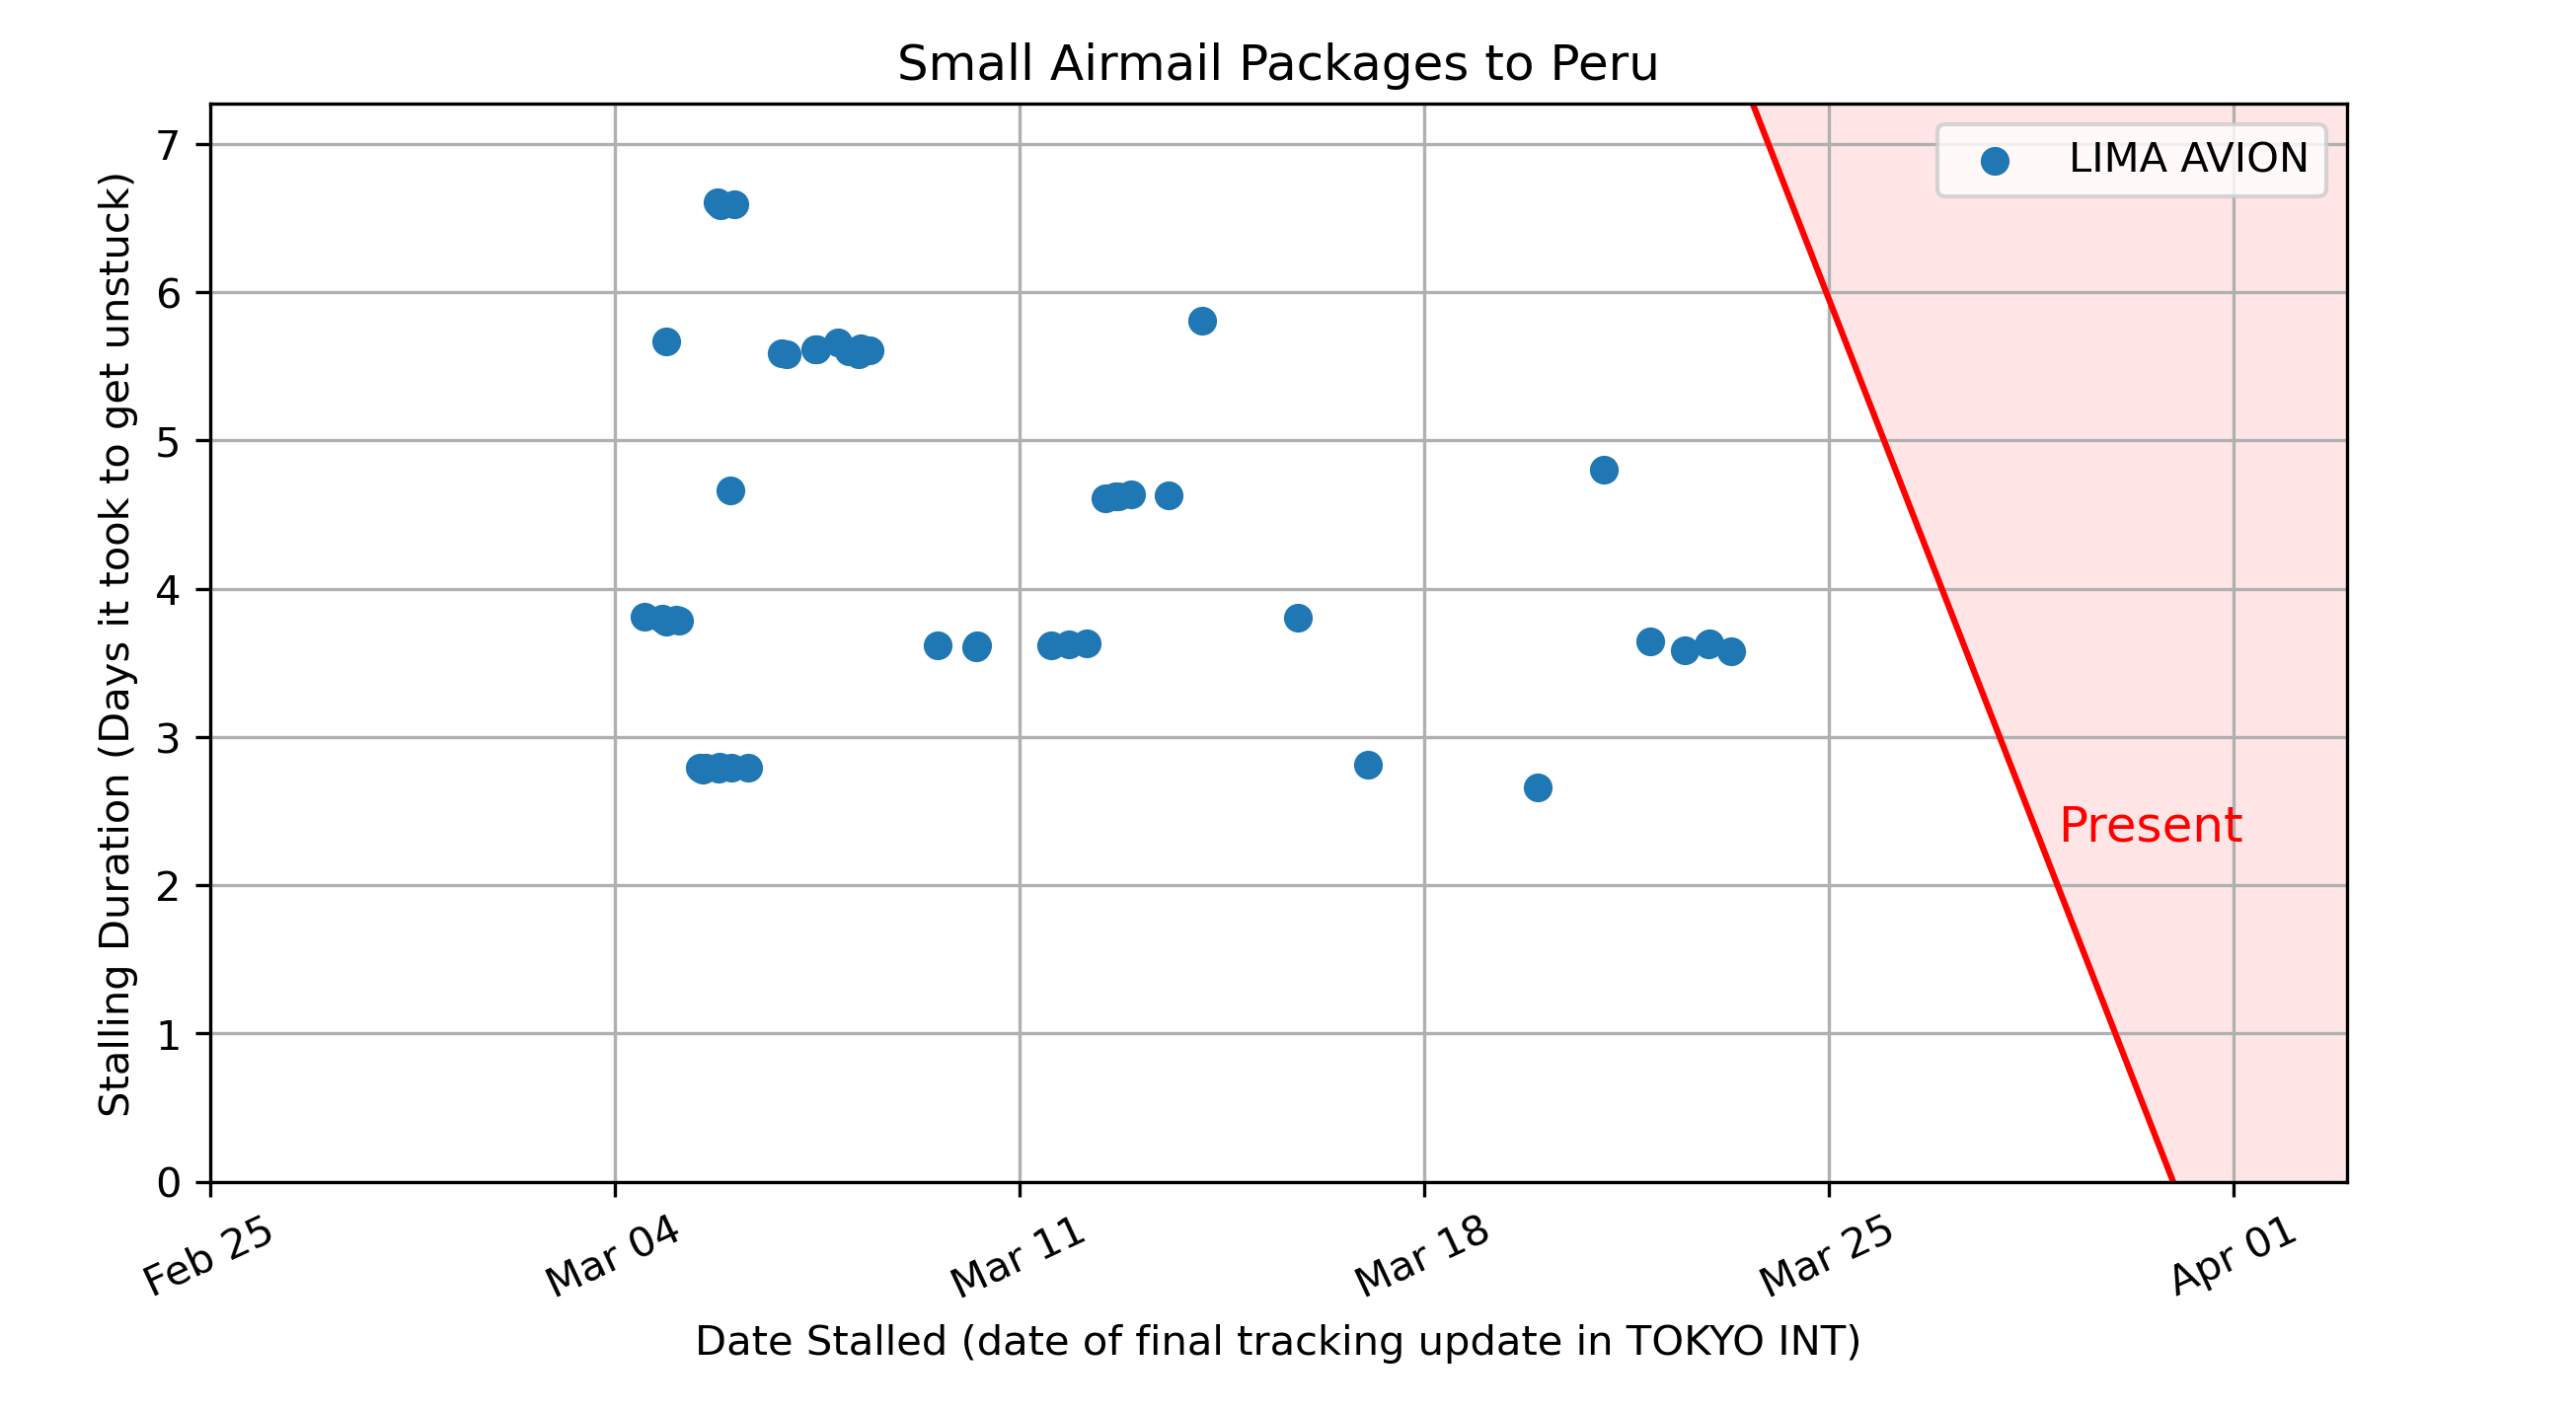 Small Airmail Packages to Peru
LIMA AVION
Stalling Duration (Days it took to get unstuck)
7
6
5
4
3
2
1
0
Present
Feb 25
Mar 04
Mar 11
Mar 18
Mar 25
Apr 01
Date Stalled (date of final tracking update in TOKYO INT)